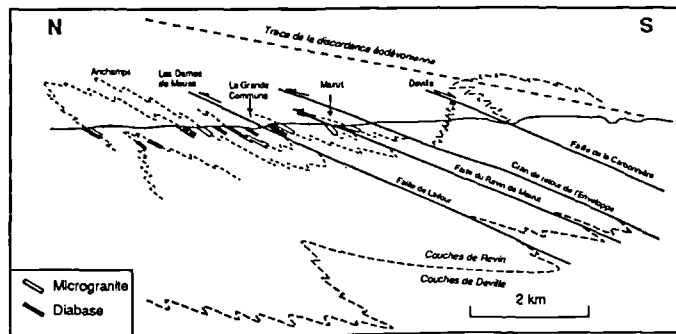 N
S
Trace de la discordance éodévonienne
Anchamps
Les Dames
de Meuse
La Grande
Commune
Mairut
Deville
Faille de la Carbonnière
Cran de retour de l'Enveloppe
Faille du Ravin de Mairut
Faille de
Couches de Revin
Couches de Deville
Microgranite
Diabase
2 km